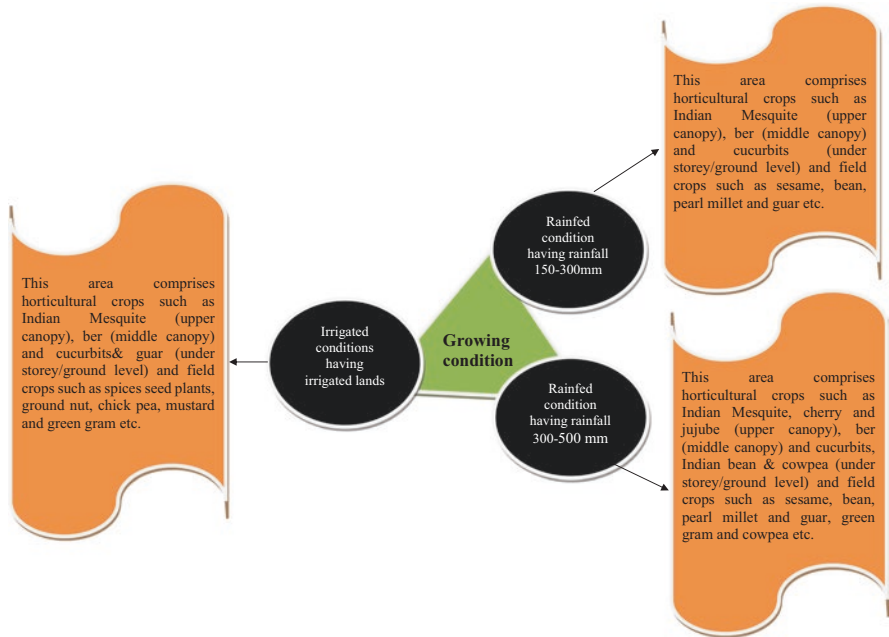 This area comprises
horticultural crops such as
Indian Mesquite (upper
canopy), ber (middle canopy)
and cucurbits& guar (under
storey/ground level) and field
crops such as spices seed plants,
ground nut, chick pea, mustard
and green gram etc.
Irrigated
conditions
having
irrigated lands
Growing
condition
Rainfed
condition
having rainfall
150-300mm
This area comprises
horticultural crops such as
Indian Mesquite (upper
canopy), ber (middle canopy)
and cucurbits (under
storey/ground level) and field
crops such as sesame, bean,
pearl millet and guar etc.
Rainfed
condition
having rainfall
300-500 mm
This area comprises
horticultural crops such as
Indian Mesquite, cherry and
jujube (upper canopy), ber
(middle canopy) and cucurbits,
Indian bean & cowpea (under
storey/ground level) and field
crops such as sesame, bean,
pearl millet and guar, green
gram and cowpea etc.